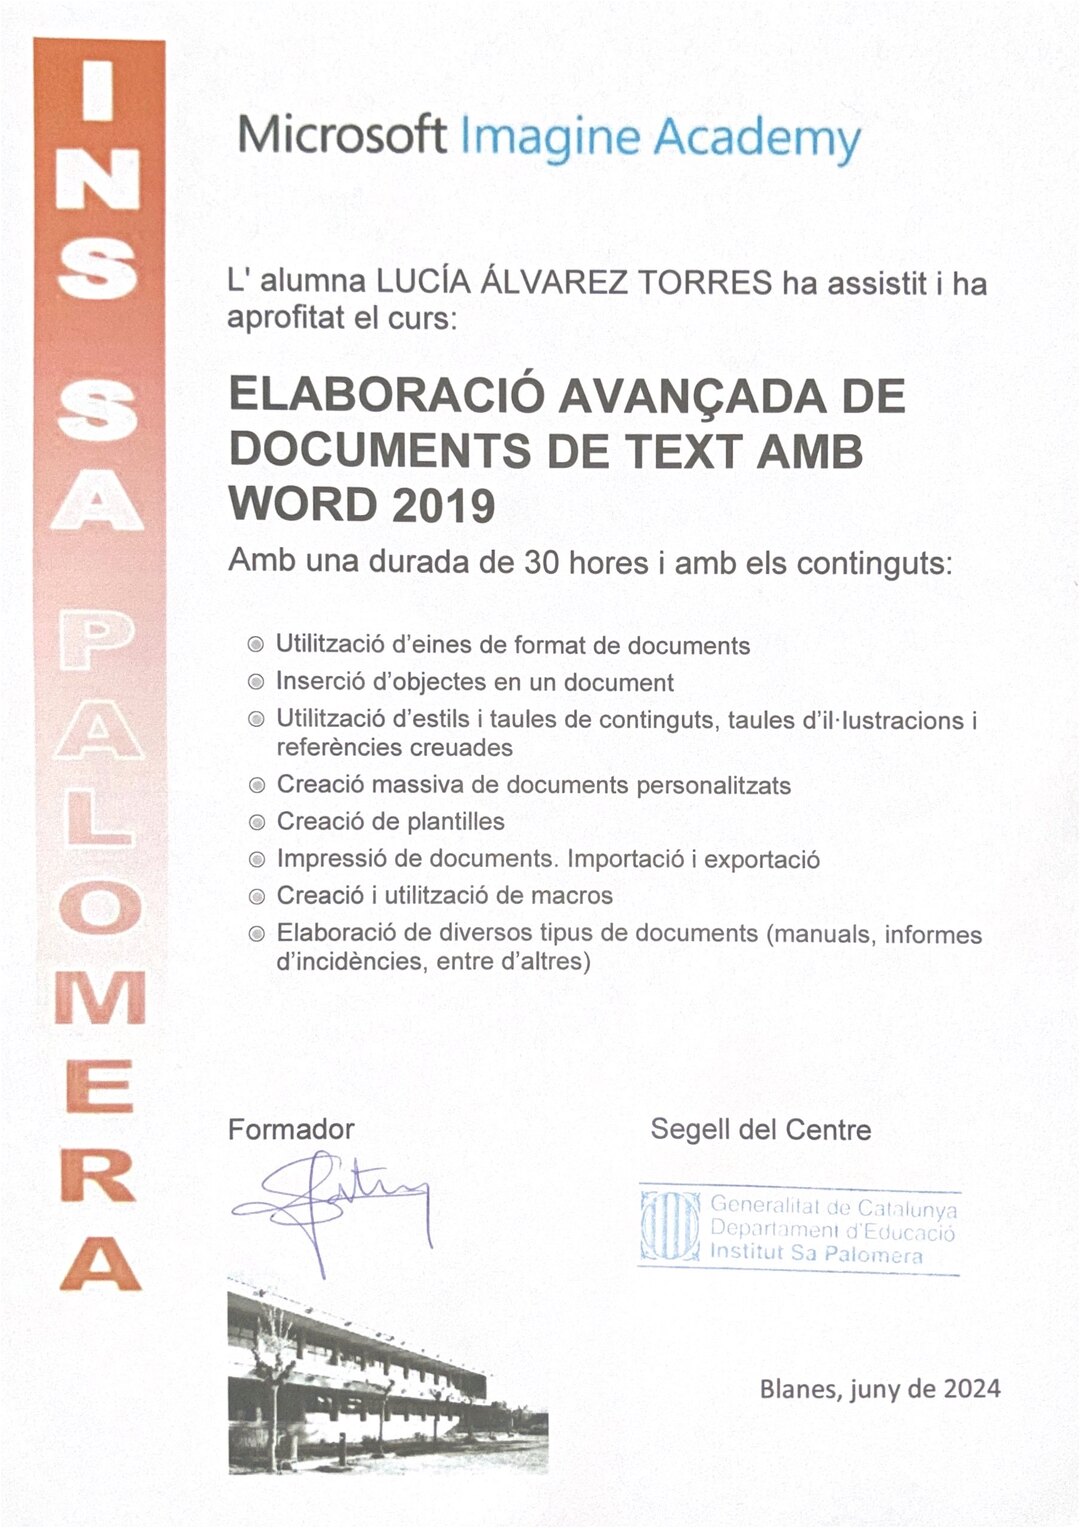 INS SA PALOMERA
Microsoft Imagine Academy
L' alumna LUCÍA ÁLVAREZ TORRES ha assistit i ha
aprofitat el curs:
ELABORACIÓ AVANÇADA DE
DOCUMENTS DE TEXT AMB
WORD 2019
Amb una durada de 30 hores i amb els continguts:
Utilització d’eines de format de documents
Inserció d’objectes en un document
Utilització d’estils i taules de continguts, taules d’il·lustracions i
referències creuades
Creació massiva de documents personalitzats
Creació de plantilles
Impressió de documents. Importació i exportació
Creació i utilització de macros
Elaboració de diversos tipus de documents (manuals, informes
d’incidències, entre d’altres)
Formador
Segell del Centre
Generalitat de Catalunya
Departament d'Educació
Institut Sa Palomera
Blanes, juny de 2024